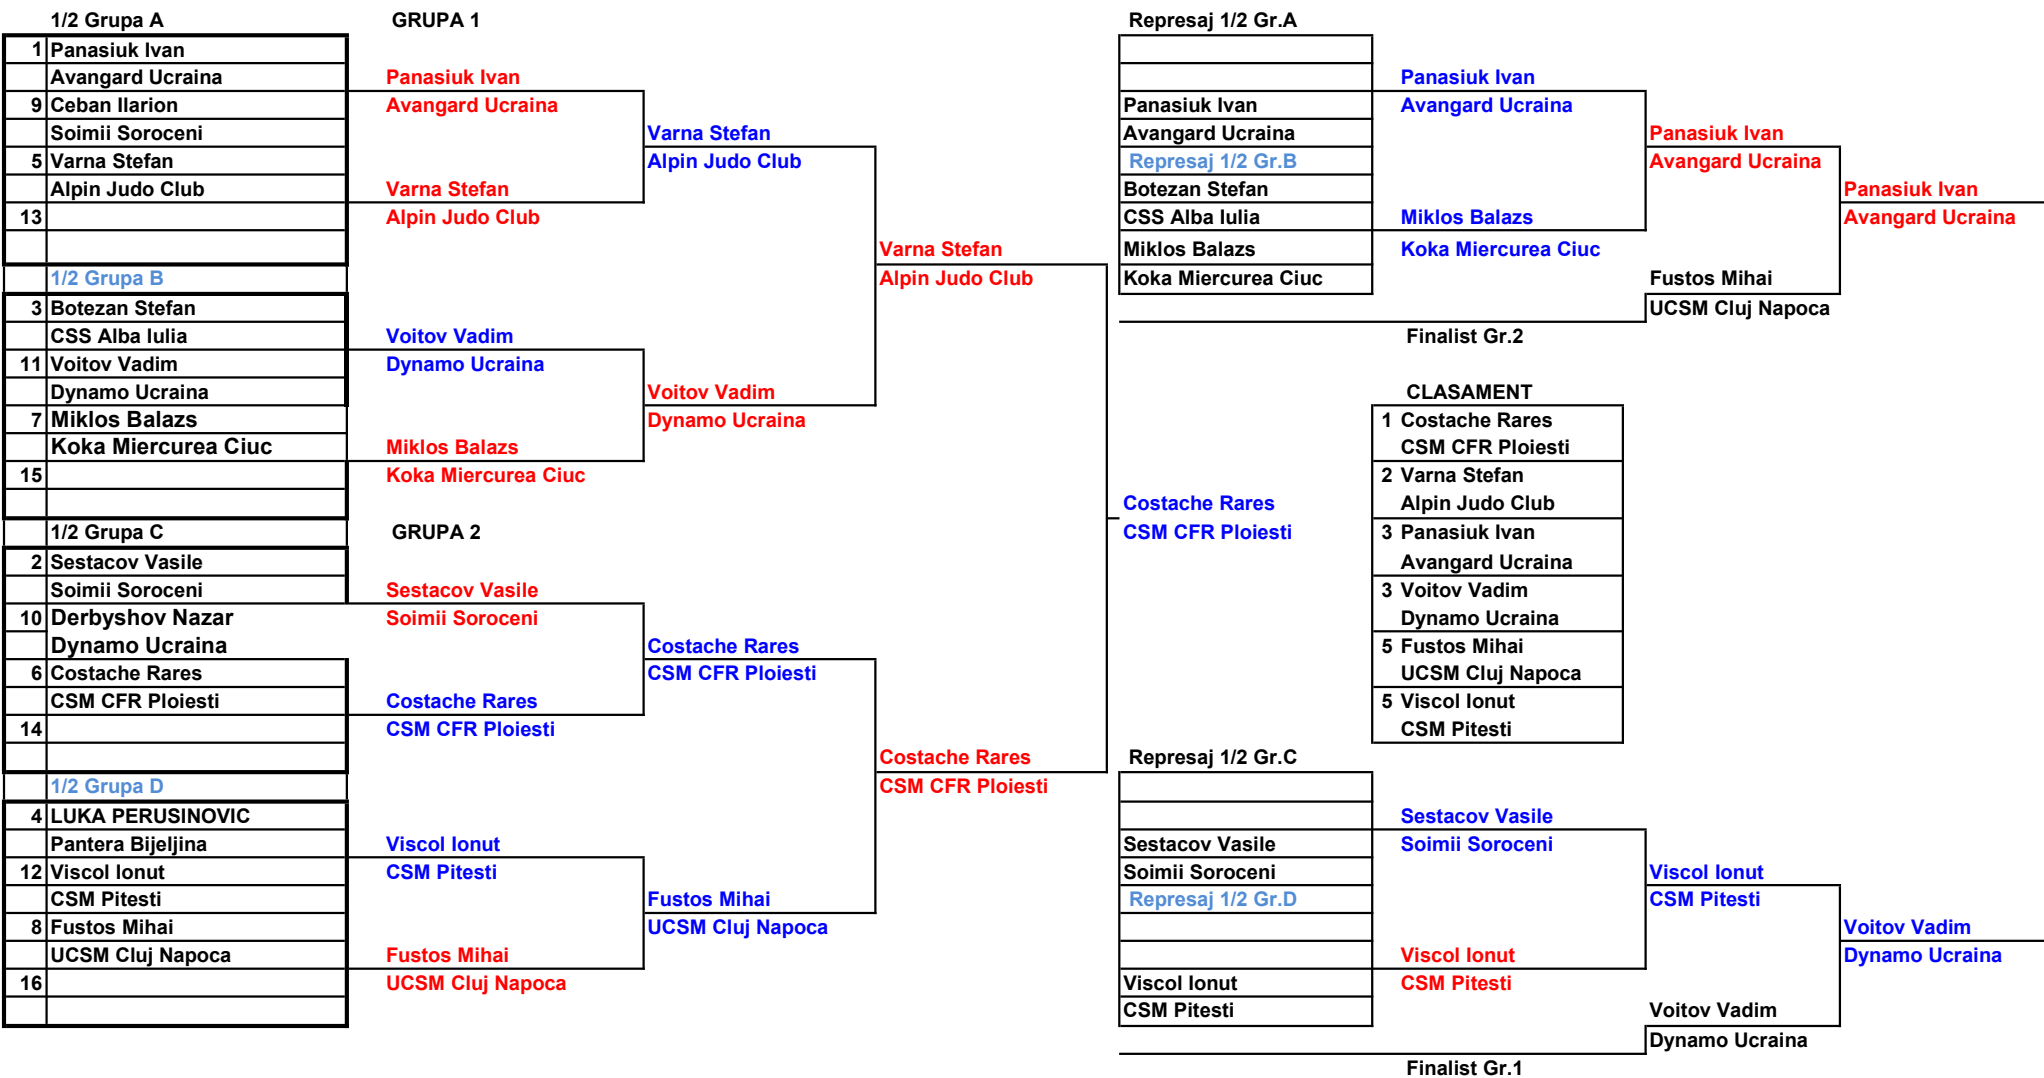 1/2 Grupa A
GRUPA 1
1 Panasiuk Ivan
Avangard Ucraina
9 Ceban Ilarion
Soimii Soroceni
5 Varna Stefan
Alpin Judo Club
13
1/2 Grupa B
3 Botezan Stefan
CSS Alba Iulia
11 Voitov Vadim
Dynamo Ucraina
7 Miklos Balazs
Koka Miercurea Ciuc
15
1/2 Grupa C
GRUPA 2
2 Sestacov Vasile
Soimii Soroceni
10 Derbyshov Nazar
Dynamo Ucraina
6 Costache Rares
CSM CFR Ploiesti
14
1/2 Grupa D
4 LUKA PERUSINOVIC
Pantera Bijeljina
12 Viscol Ionut
CSM Pitesti
8 Fustos Mihai
UCSM Cluj Napoca
16
Panasiuk Ivan
Avangard Ucraina
Varna Stefan
Alpin Judo Club
Voitov Vadim
Dynamo Ucraina
Miklos Balazs
Koka Miercurea Ciuc
Sestacov Vasile
Soimii Soroceni
Costache Rares
CSM CFR Ploiesti
Viscol Ionut
CSM Pitesti
Fustos Mihai
UCSM Cluj Napoca
Varna Stefan
Alpin Judo Club
Voitov Vadim
Dynamo Ucraina
Costache Rares
CSM CFR Ploiesti
Fustos Mihai
UCSM Cluj Napoca
Varna Stefan
Alpin Judo Club
Costache Rares
CSM CFR Ploiesti
Costache Rares
CSM CFR Ploiesti
Represaj 1/2 Gr.A
Panasiuk Ivan
Avangard Ucraina
Represaj 1/2 Gr.B
Botezan Stefan
CSS Alba Iulia
Miklos Balazs
Koka Miercurea Ciuc
Panasiuk Ivan
Avangard Ucraina
Miklos Balazs
Koka Miercurea Ciuc
Panasiuk Ivan
Avangard Ucraina
Fustos Mihai
UCSM Cluj Napoca
Finalist Gr.2
Panasiuk Ivan
Avangard Ucraina
CLASAMENT
1 Costache Rares
CSM CFR Ploiesti
2 Varna Stefan
Alpin Judo Club
3 Panasiuk Ivan
Avangard Ucraina
3 Voitov Vadim
Dynamo Ucraina
5 Fustos Mihai
UCSM Cluj Napoca
5 Viscol Ionut
CSM Pitesti
Represaj 1/2 Gr.C
Sestacov Vasile
Soimii Soroceni
Represaj 1/2 Gr.D
Viscol Ionut
CSM Pitesti
Sestacov Vasile
Soimii Soroceni
Viscol Ionut
CSM Pitesti
Viscol Ionut
CSM Pitesti
Voitov Vadim
Dynamo Ucraina
Finalist Gr.1
Voitov Vadim
Dynamo Ucraina